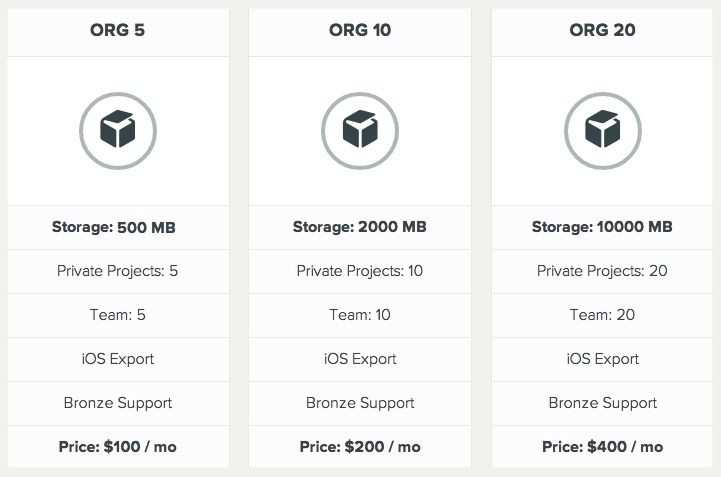 ORG 5
Storage: 500 MB
Private Projects: 5
Team: 5
iOS Export
Bronze Support
Price: $100 / mo
ORG 10
Storage: 2000 MB
Private Projects: 10
Team: 10
iOS Export
Bronze Support
Price: $200 / mo
ORG 20
Storage: 10000 MB
Private Projects: 20
Team: 20
iOS Export
Bronze Support
Price: $400 / mo